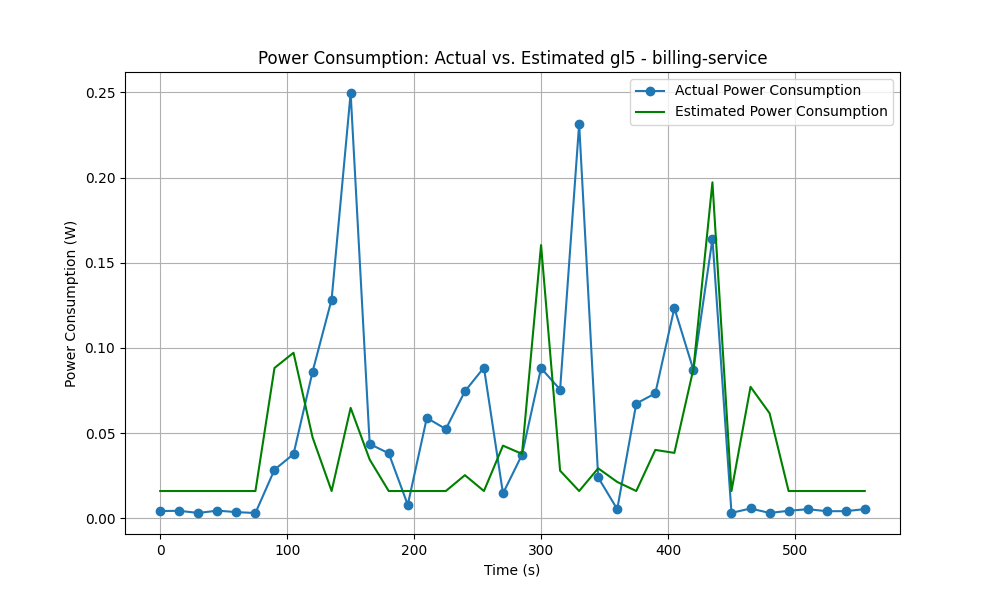 Power Consumption: Actual vs. Estimated gl5 - billing-service
Actual Power Consumption
Estimated Power Consumption
Power Consumption (W)
0.25
0.20
0.15
0.10
0.05
0.00
0 100 200 300 400 500
Time (s)